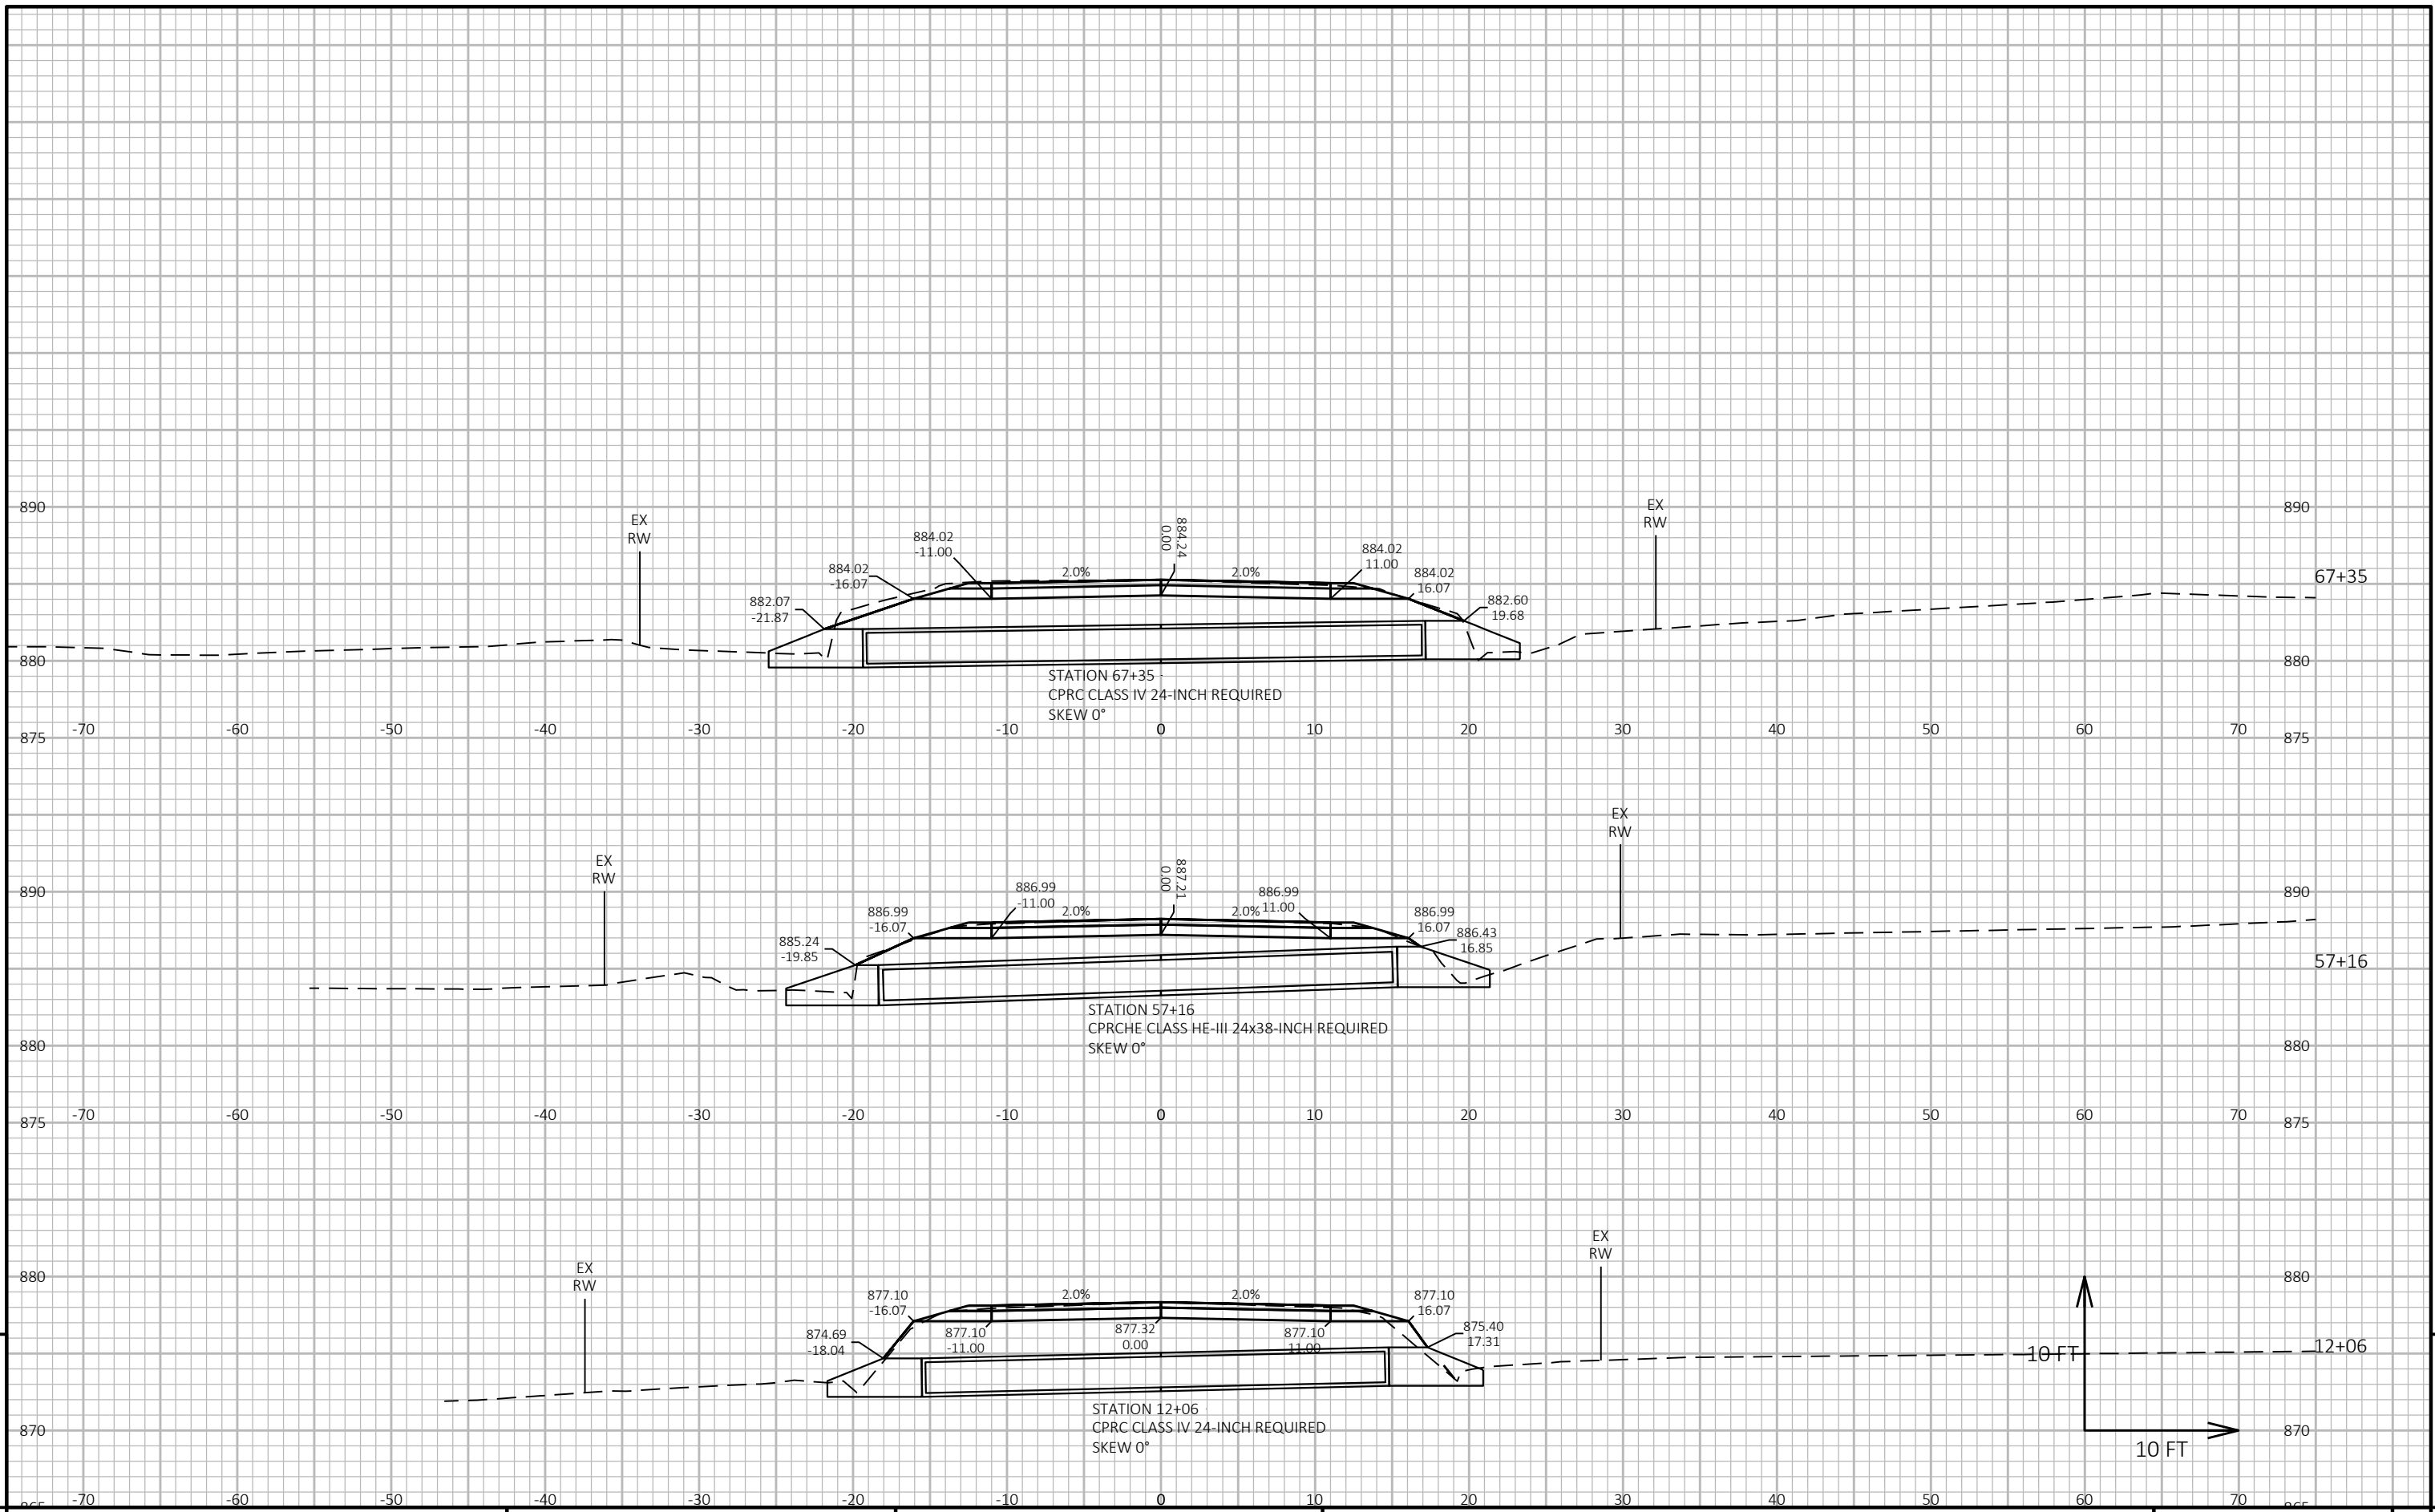 890
890
EX
RW
EX
RW
884.02
-11.00
884.24
0.00
884.02
11.00
884.02
-16.07
2.0%
2.0%
884.02
16.07
67+35
882.07
-21.87
882.60
19.68
880
880
STATION 67+35
CPRC CLASS IV 24-INCH REQUIRED
SKEW 0°
-70 -60 -50 -40 -30 -20 -10 0 10 20 30 40 50 60 70
875
875
EX
RW
EX
RW
890
890
887.21
0.00
886.99
-11.00
886.99
11.00
886.99
-16.07
2.0%
2.0%
886.99
16.07
885.24
-19.85
886.43
16.85
57+16
STATION 57+16
CPRCHE CLASS HE-III 24x38-INCH REQUIRED
SKEW 0°
880
880
-70 -60 -50 -40 -30 -20 -10 0 10 20 30 40 50 60 70
875
875
EX
RW
EX
RW
880
880
877.10
-16.07
2.0%
2.0%
877.10
16.07
874.69
-18.04
877.10
-11.00
877.32
0.00
877.10
11.00
875.40
17.31
12+06
10 FT
STATION 12+06
CPRC CLASS IV 24-INCH REQUIRED
SKEW 0°
870
870
10 FT
-70 -60 -50 -40 -30 -20 -10 0 10 20 30 40 50 60 70
865
865